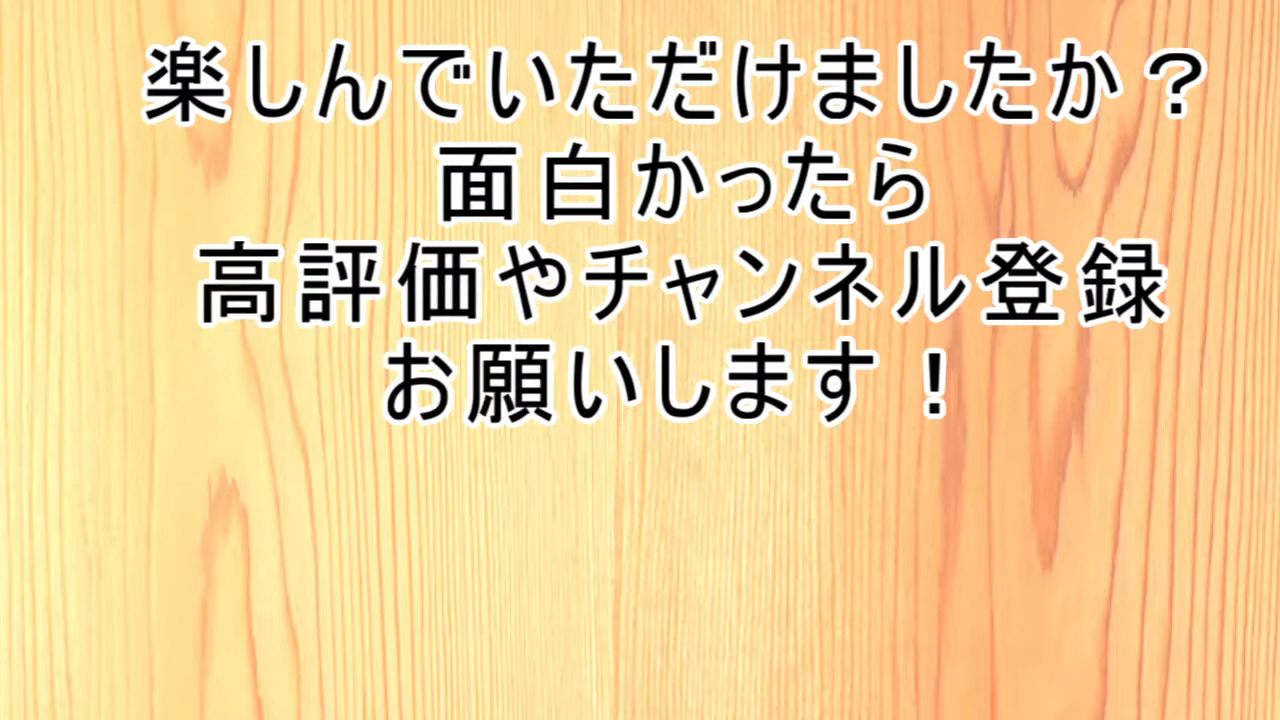 楽しんでいただけましたか？
面白かったら
高評価やチャンネル登録
お願いします！